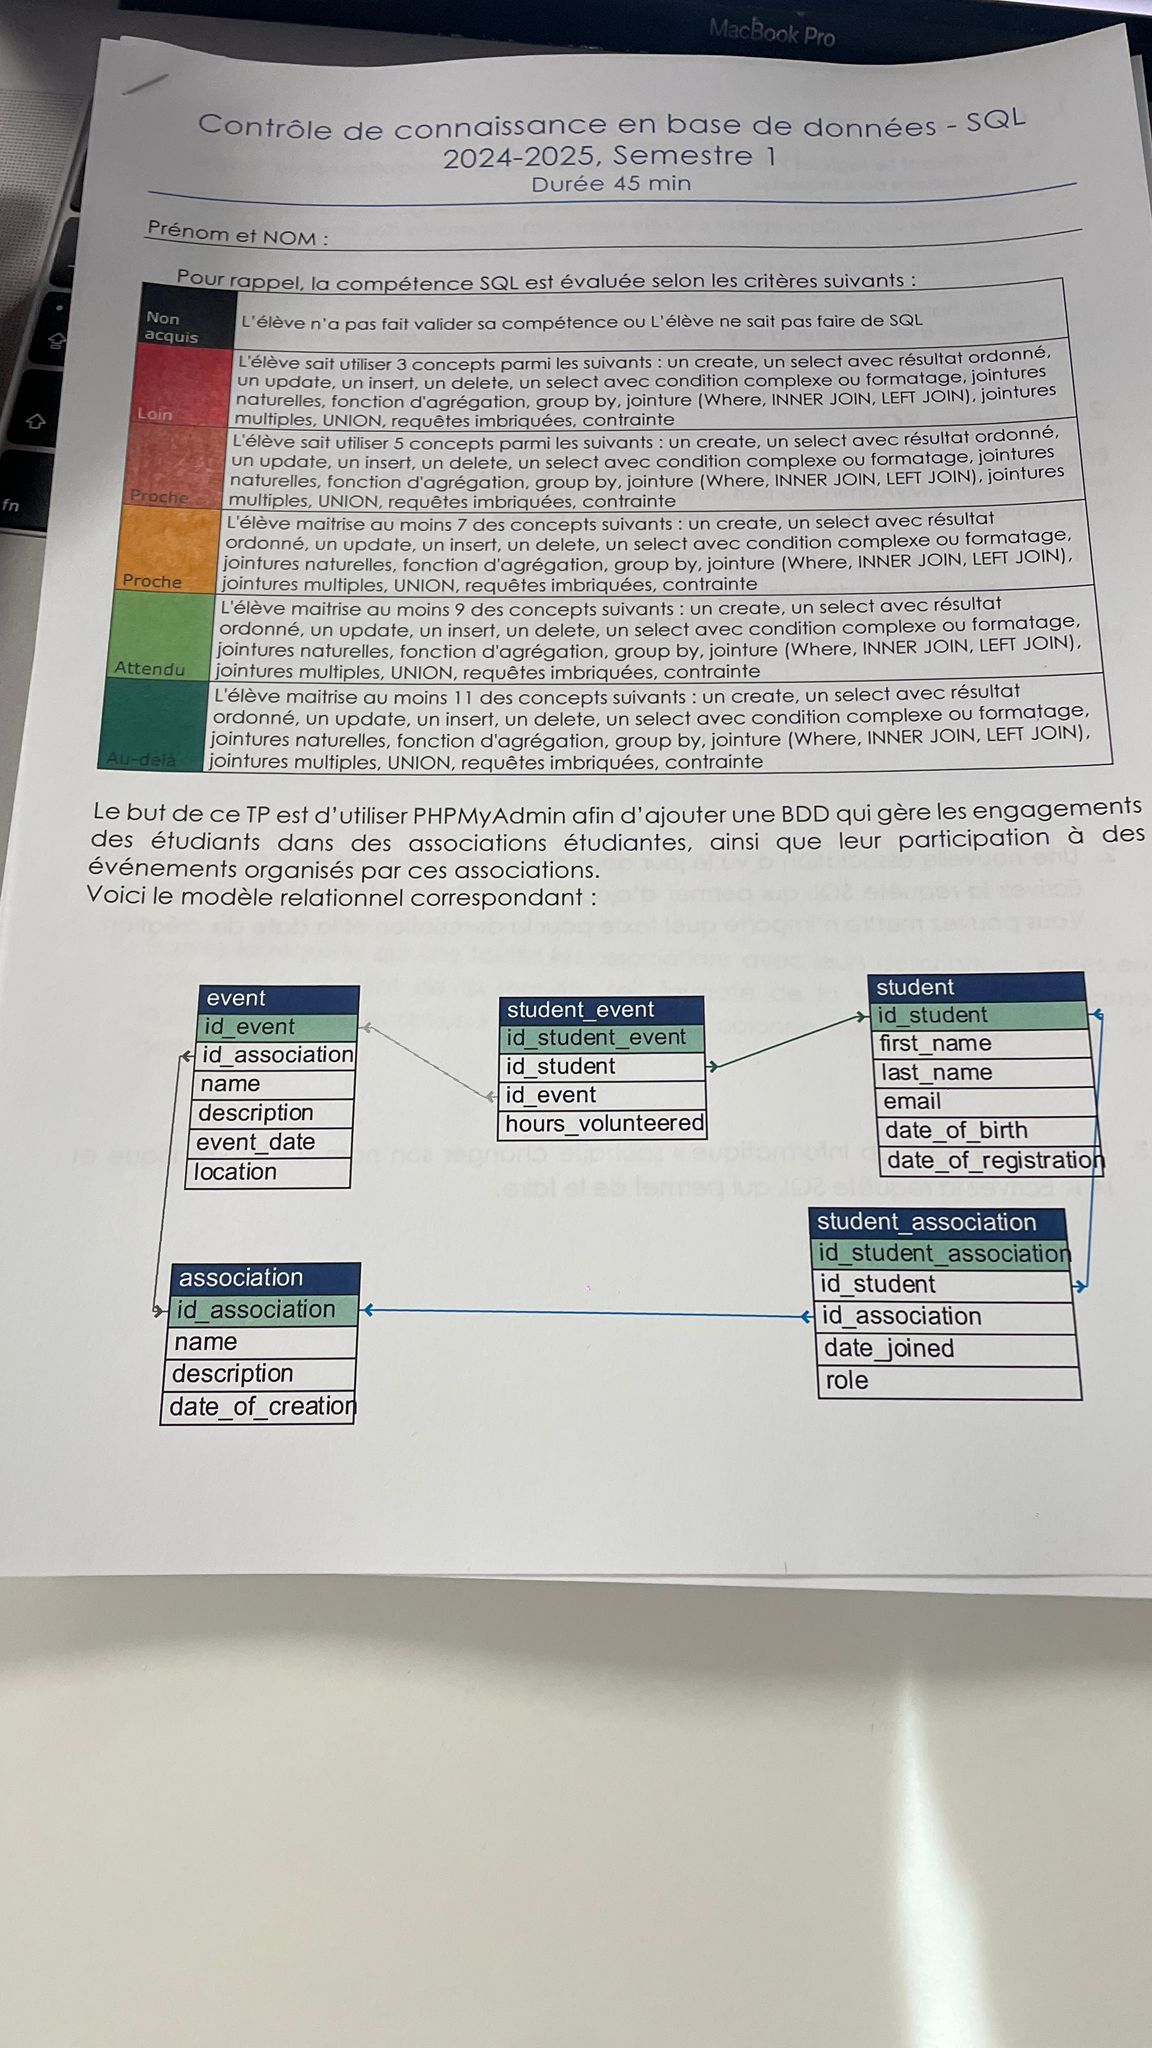 MacBook Pro
fn
Contrôle de connaissance en base de données - SQL
2024-2025, Semestre 1
Durée 45 min
Prénom et NOM :
Pour rappel, la compétence SQL est évaluée selon les critères suivants :
Non acquis
L'élève n'a pas fait valider sa compétence ou L'élève ne sait pas faire de SQL
L'élève sait utiliser 3 concepts parmi les suivants : un create, un select avec résultat ordonné,
un update, un insert, un delete, un select avec condition complexe ou formatage, jointures
naturelles, fonction d'agrégation, group by, jointure (Where, INNER JOIN, LEFT JOIN), jointures
multiples, UNION, requêtes imbriquées, contrainte
Loin
L'élève sait utiliser 5 concepts parmi les suivants : un create, un select avec résultat ordonné,
un update, un insert, un delete, un select avec condition complexe ou formatage, jointures
naturelles, fonction d'agrégation, group by, jointure (Where, INNER JOIN, LEFT JOIN), jointures
multiples, UNION, requêtes imbriquées, contrainte
Proche
L'élève maitrise au moins 7 des concepts suivants : un create, un select avec résultat
ordonné, un update, un insert, un delete, un select avec condition complexe ou formatage,
jointures naturelles, fonction d'agrégation, group by, jointure (Where, INNER JOIN, LEFT JOIN),
jointures multiples, UNION, requêtes imbriquées, contrainte
Proche
L'élève maitrise au moins 9 des concepts suivants : un create, un select avec résultat
ordonné, un update, un insert, un delete, un select avec condition complexe ou formatage,
jointures naturelles, fonction d'agrégation, group by, jointure (Where, INNER JOIN, LEFT JOIN),
jointures multiples, UNION, requêtes imbriquées, contrainte
Attendu
L'élève maitrise au moins 11 des concepts suivants : un create, un select avec résultat
ordonné, un update, un insert, un delete, un select avec condition complexe ou formatage,
jointures naturelles, fonction d'agrégation, group by, jointure (Where, INNER JOIN, LEFT JOIN),
jointures multiples, UNION, requêtes imbriquées, contrainte
Au-delà
Le but de ce TP est d'utiliser PHPMyAdmin afin d'ajouter une BDD qui gère les engagements
des étudiants dans des associations étudiantes, ainsi que leur participation à des
événements organisés par ces associations.
Voici le modèle relationnel correspondant :
event
id_event
id_association
name
description
event_date
location
student_event
id_student_event
id_student
id_event
hours_volunteered
student
id_student
first_name
last_name
email
date_of_birth
date_of_registration
association
id_association
name
description
date_of_creation
student_association
id_student_association
id_student
id_association
date_joined
role